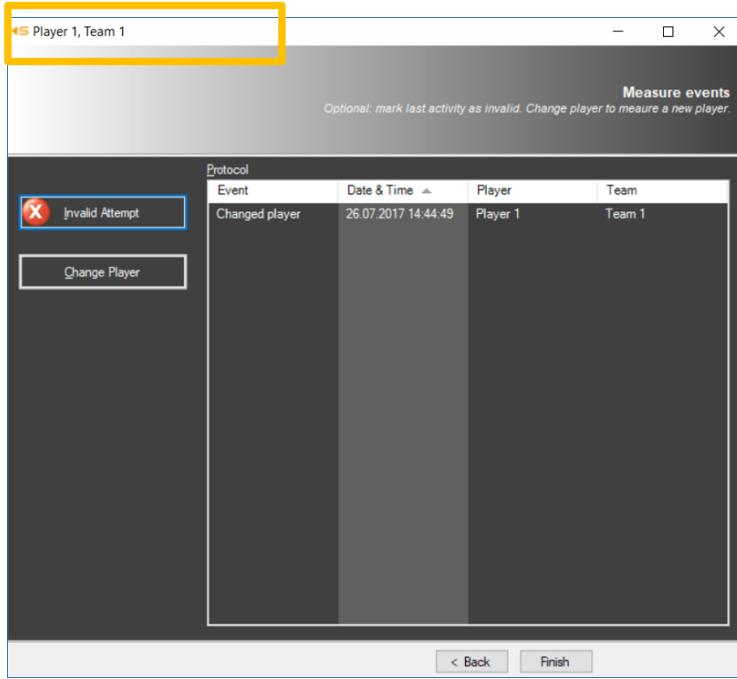 Player 1, Team 1
Measure events
Optional: mark last activity as invalid. Change player to meaure a new player.
Protocol
Event Date & Time Player Team
Invalid Attempt
Changed player 26.07.2017 14:44:49 Player 1 Team 1
Change Player
< Back Finish